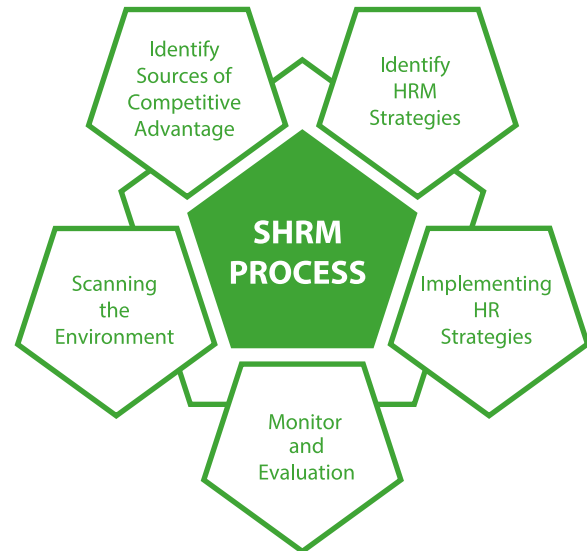 Identify
Sources of
Competitive
Advantage
Identify
HRM
Strategies
SHRM
PROCESS
Scanning
the
Environment
Implementing
HR
Strategies
Monitor
and
Evaluation